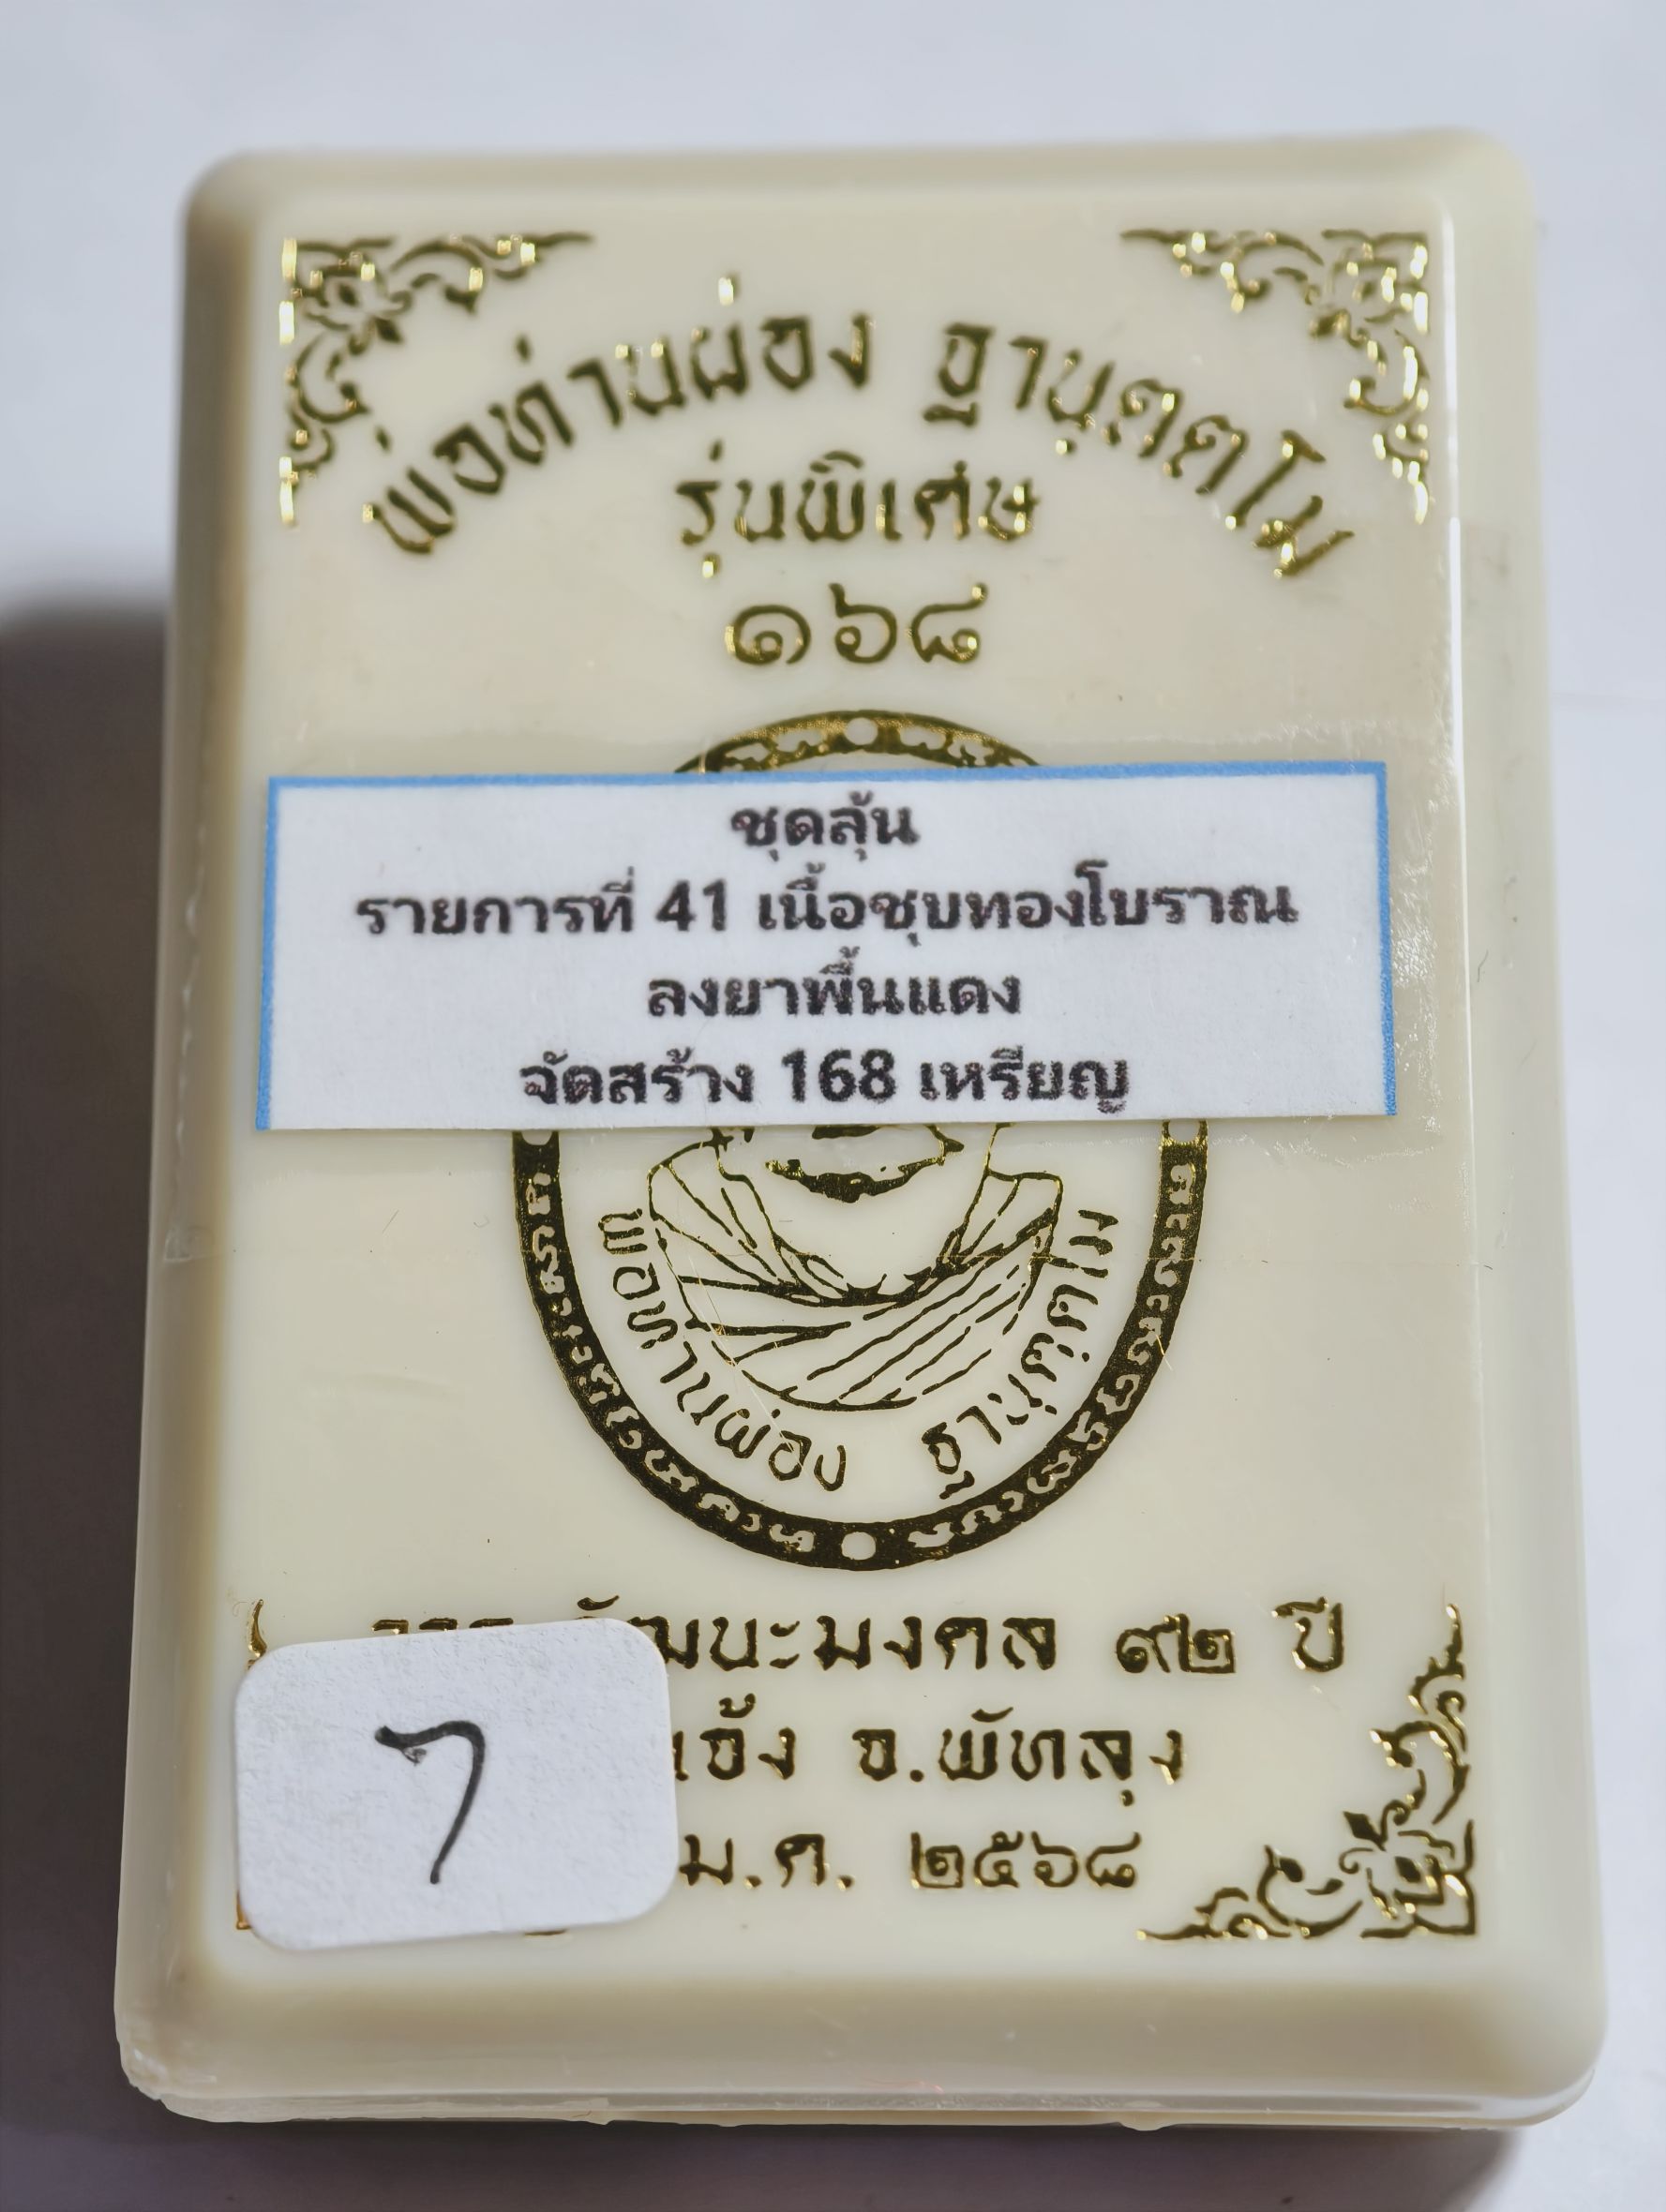 พ่อท่านผ่อง ฐานุตตโม
รุ่นพิเศษ
๑๖๘
ชุดลุ้น
รายการที่ 41 เนื้อชุบทองโบราณ
ลงยาพื้นแดง
จัดสร้าง 168 เหรียญ
พ่อท่านผ่อง ฐานุตฺตโม
วัฒนะมงคล ๙๒ ปี
แจ้ง จ.พัทลุง
ม.ค. ๒๕๖๘
7